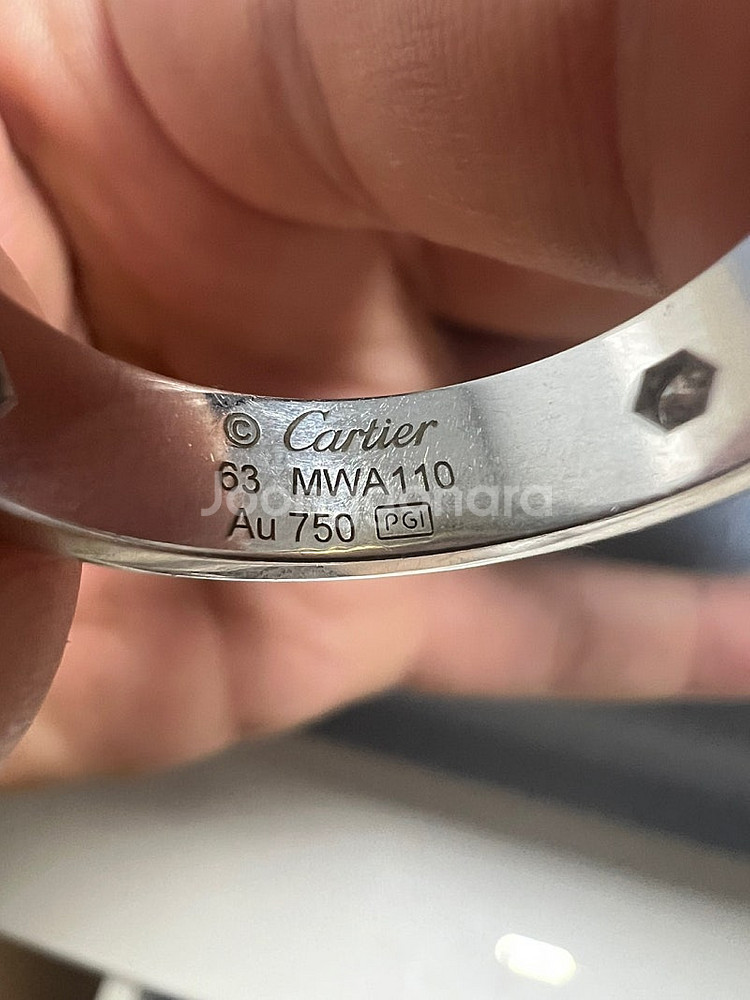 © Cartier
63 MWA110
Au 750 PGI